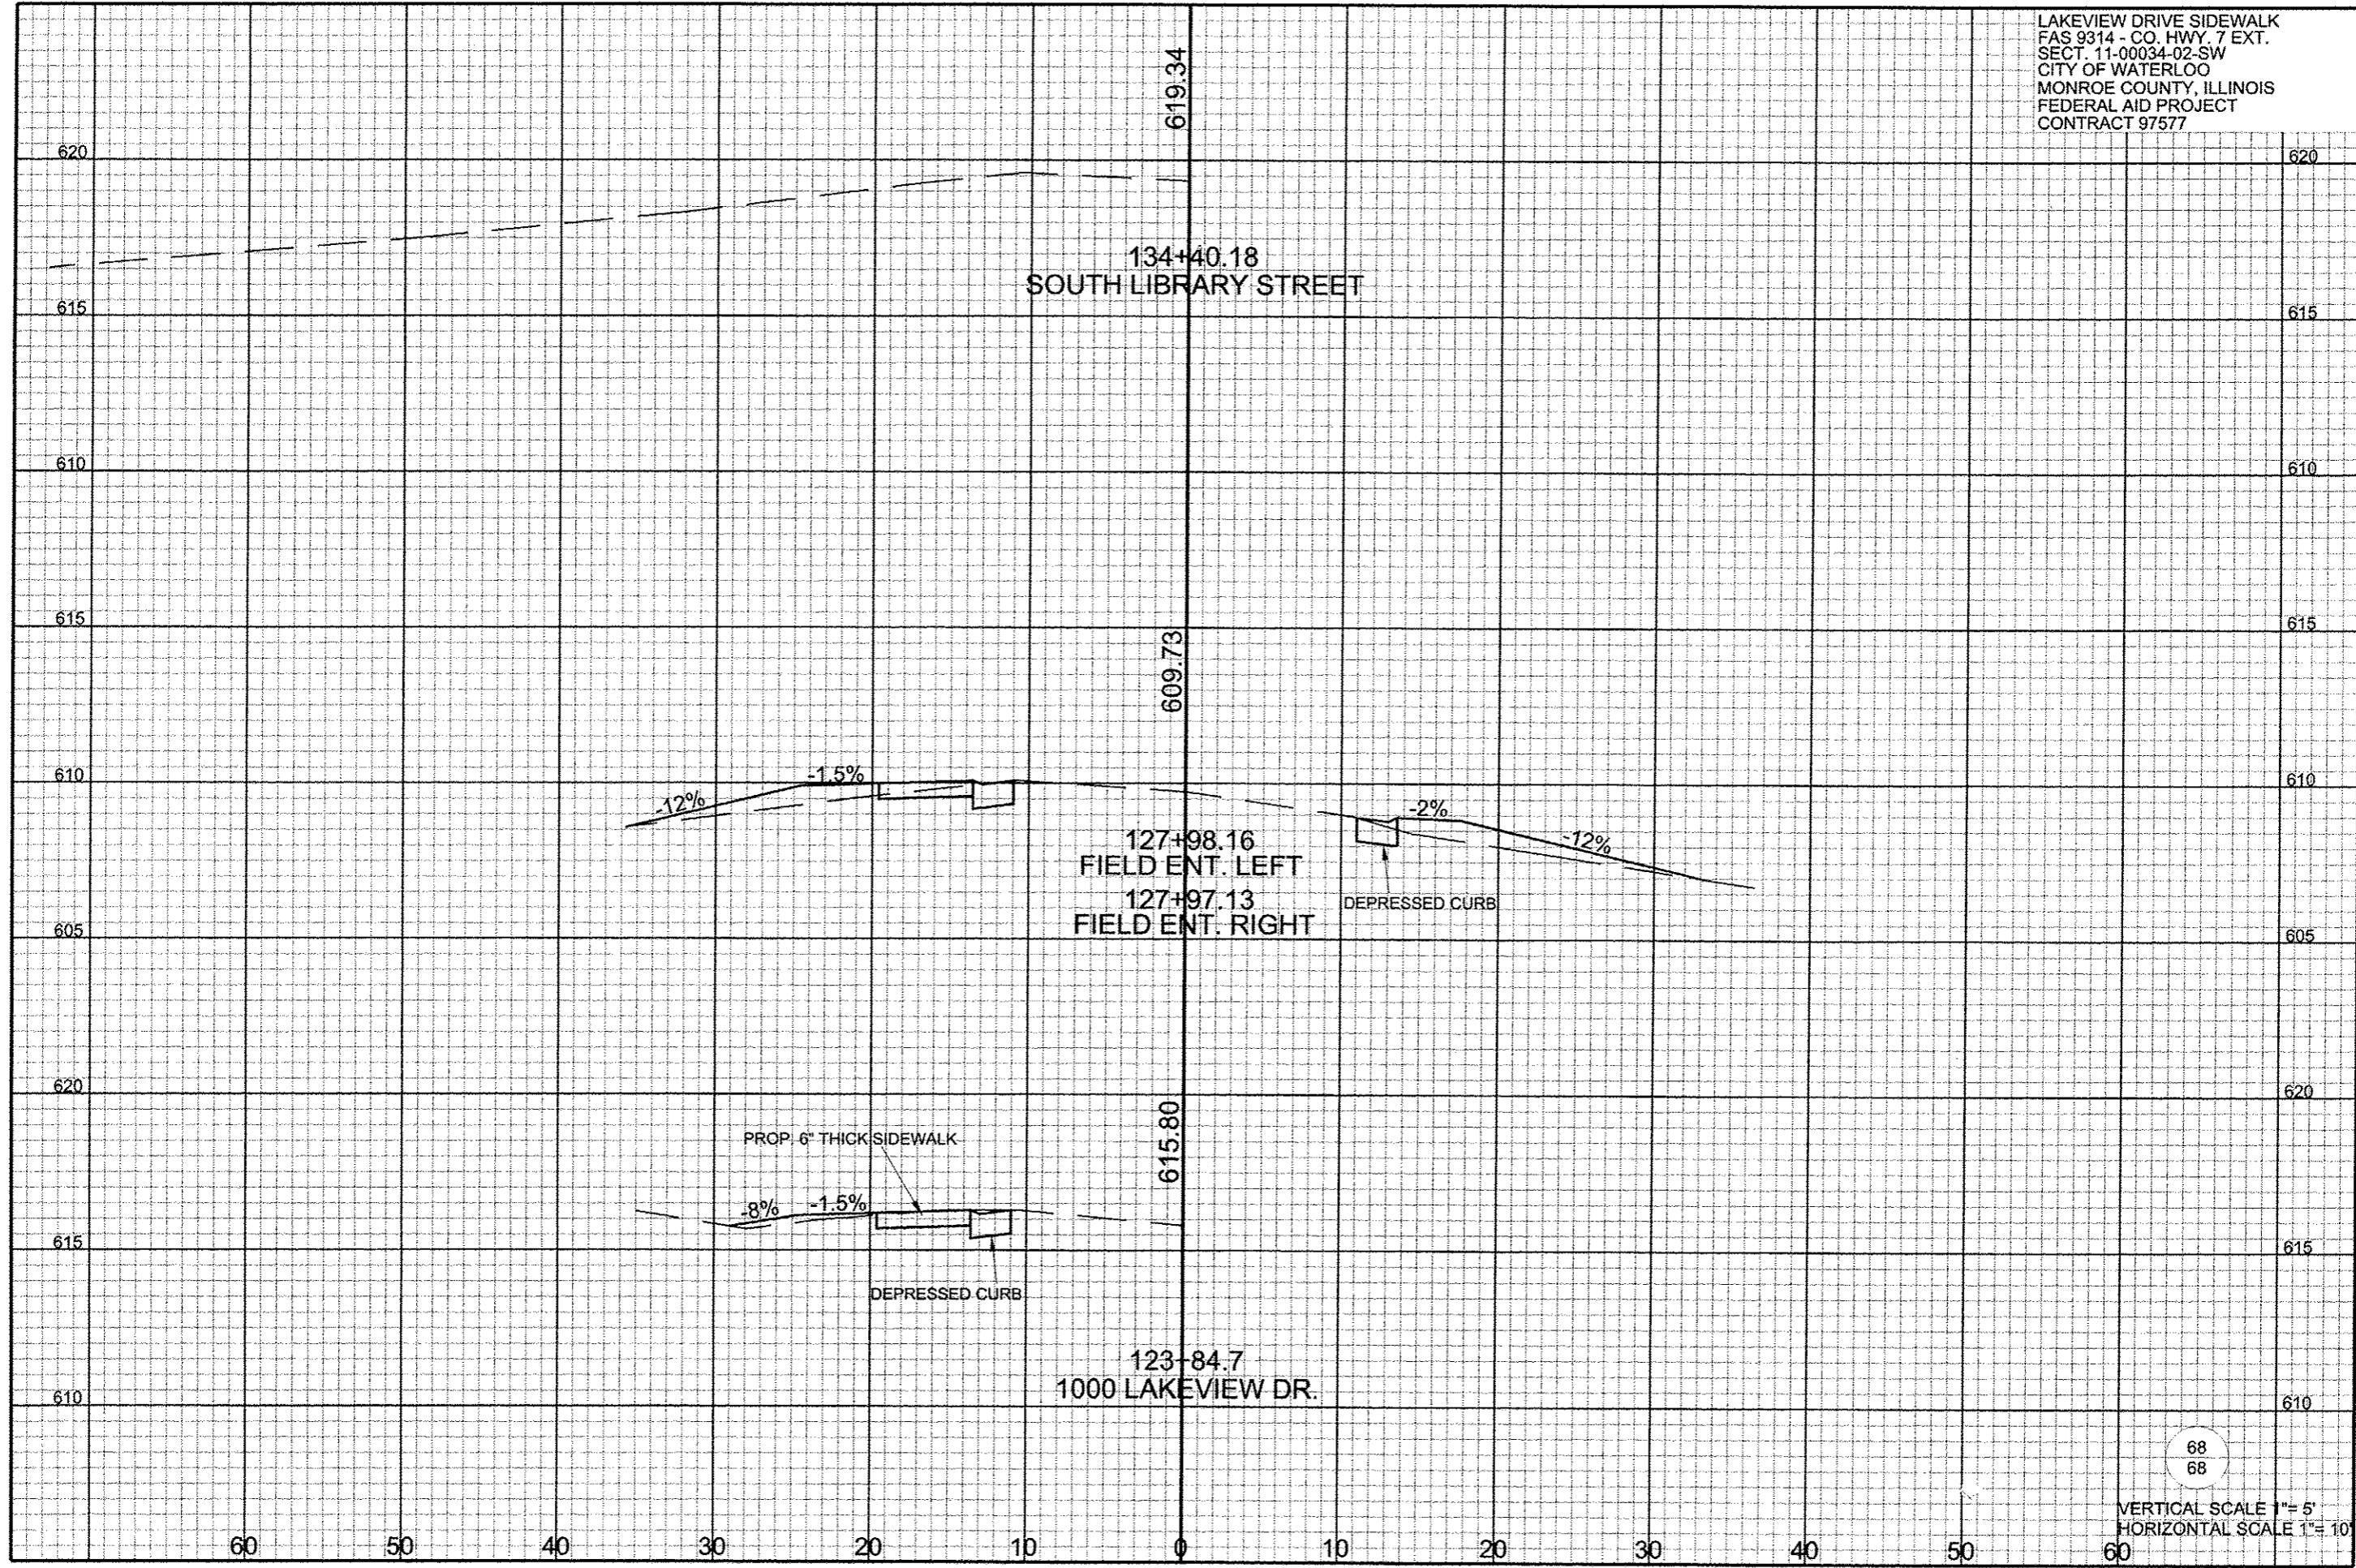 LAKEVIEW DRIVE SIDEWALK
FAS 9314 - CO. HWY. 7 EXT.
SECT. 11-00034-02-SW
CITY OF WATERLOO
MONROE COUNTY, ILLINOIS
FEDERAL AID PROJECT
CONTRACT 97577
619.34
620 620
134+40.18
SOUTH LIBRARY STREET
615 615
610 610
615 615
609.73
610 610
-12% -1.5% -2% -12%
127+98.16
FIELD ENT. LEFT
127+97.13
FIELD ENT. RIGHT
DEPRESSED CURB
605 605
620 620
615.80
PROP. 6" THICK SIDEWALK
-8% -1.5%
615 615
DEPRESSED CURB
123+84.7
1000 LAKEVIEW DR.
610 610
68
68
VERTICAL SCALE 1"= 5'
HORIZONTAL SCALE 1"= 10'
60 50 40 30 20 10 0 10 20 30 40 50 60